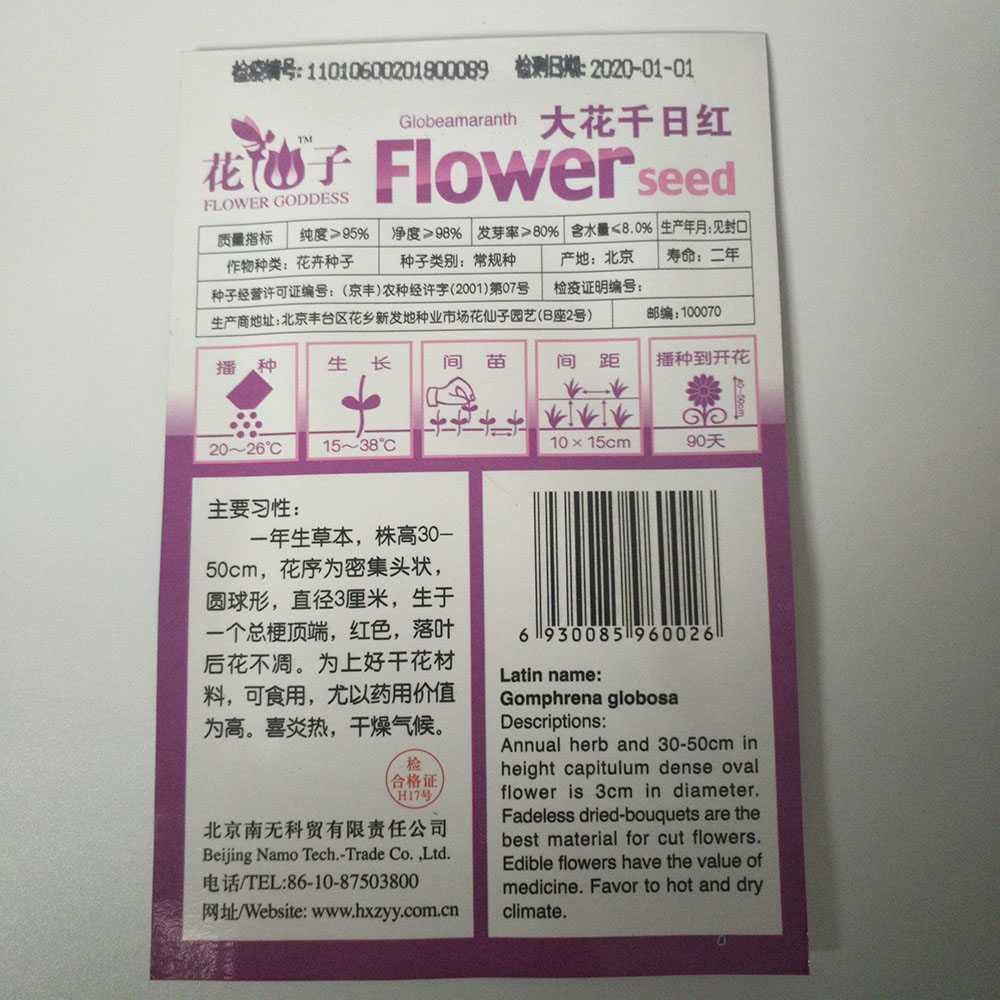 检疫编号:11010600201800089 检测日期:2020-01-01
Globeamaranth 大花千日红
花仙子™
FLOWER GODDESS
Flower seed
质量指标 纯度≥95% 净度≥98% 发芽率≥80% 含水量≤8.0% 生产年月:见封口
作物种类：花卉种子 种子类别：常规种 产地：北京 寿命：二年
种子经营许可证编号：(京丰)农种经许字(2001)第07号 检疫证明编号：
生产商地址:北京丰台区花乡新发地种业市场花仙子园艺(B座2号) 邮编:100070
播种 生长 间苗 间距 播种到开花
20～26℃ 15～38℃ 10×15cm 90天
主要习性：
一年生草本，株高30-
50cm，花序为密集头状，
圆球形，直径3厘米，生于
一个总梗顶端，红色，落叶
后花不凋。为上好干花材
料，可食用，尤以药用价值
为高。喜炎热，干燥气候。
检
合格证
H17号
北京南无科贸有限责任公司
Beijing Namo Tech.-Trade Co. ,Ltd.
电话/TEL:86-10-87503800
网址/Website: www.hxzyy.com.cn
6 930085 960026
Latin name:
Gomphrena globosa
Descriptions:
Annual herb and 30-50cm in
height capitulum dense oval
flower is 3cm in diameter.
Fadeless dried-bouquets are the
best material for cut flowers.
Edible flowers have the value of
medicine. Favor to hot and dry
climate.